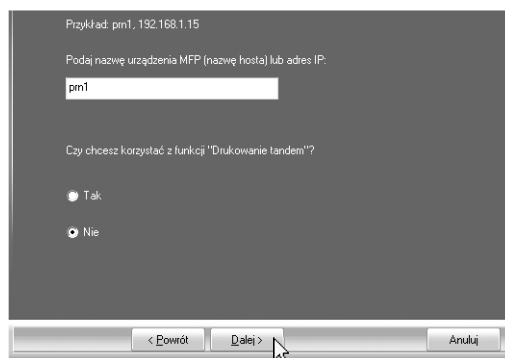 Przykład: prn1, 192.168.1.15
Podaj nazwę urządzenia MFP (nazwę hosta) lub adres IP:
prn1
Czy chcesz korzystać z funkcji "Drukowanie tandem"?
Tak
Nie
< Powrót Dalej > Anuluj